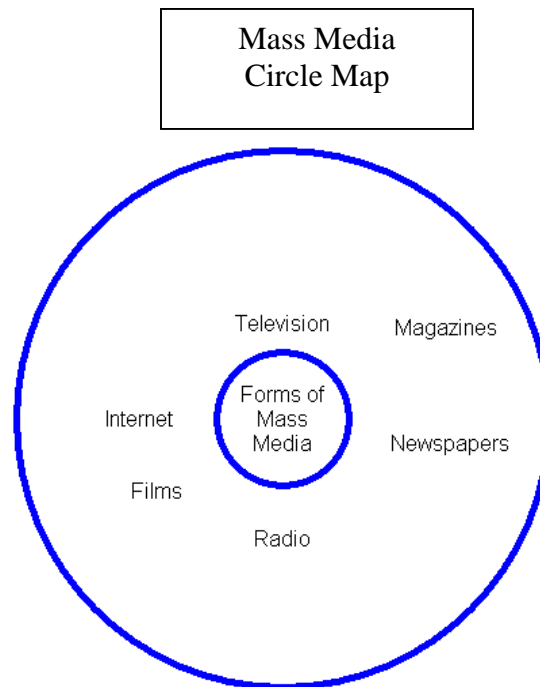 Mass Media
Circle Map
Television
Magazines
Forms of
Mass
Media
Internet
Newspapers
Films
Radio